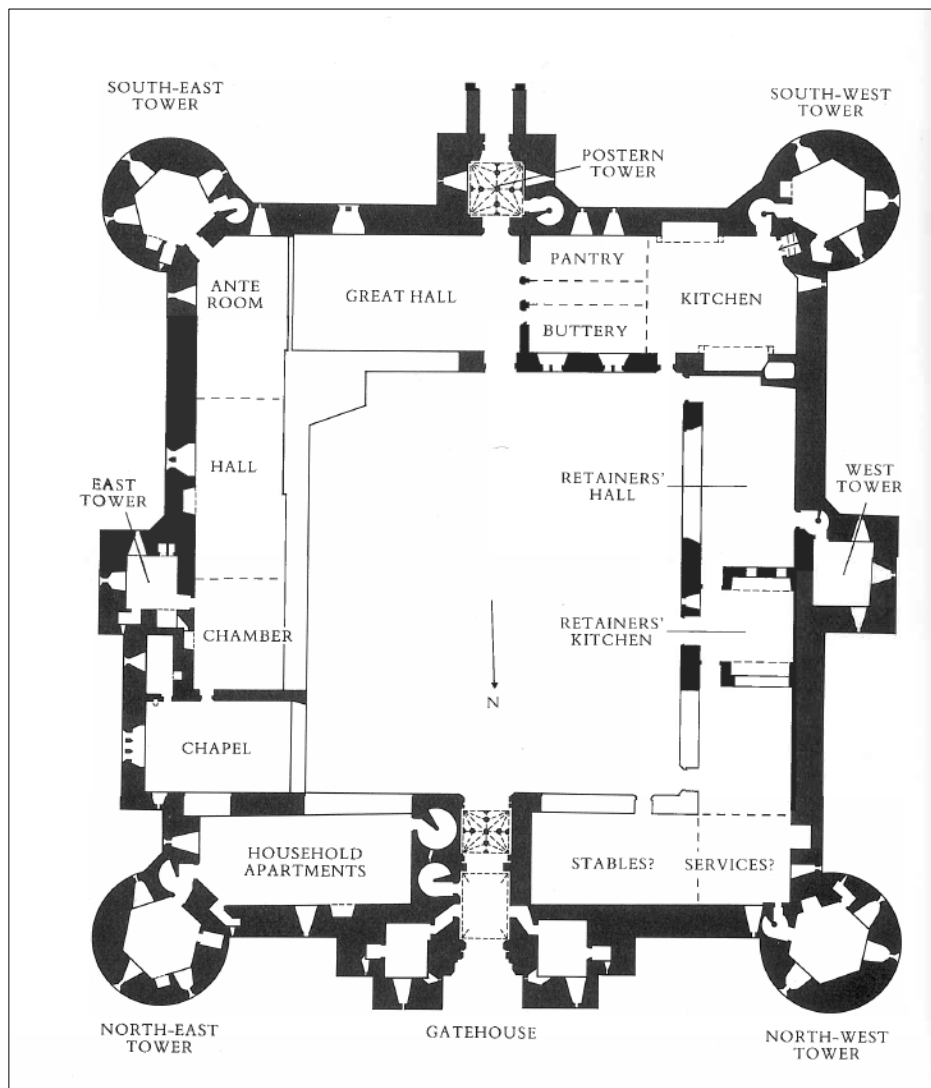 SOUTH-EAST
TOWER
SOUTH-WEST
TOWER
POSTERN
TOWER
ANTE
ROOM
GREAT HALL
PANTRY
BUTTERY
KITCHEN
HALL
EAST
TOWER
RETAINERS'
HALL
WEST
TOWER
CHAMBER
RETAINERS'
KITCHEN
N
CHAPEL
HOUSEHOLD
APARTMENTS
STABLES?
SERVICES?
NORTH-EAST
TOWER
GATEHOUSE
NORTH-WEST
TOWER